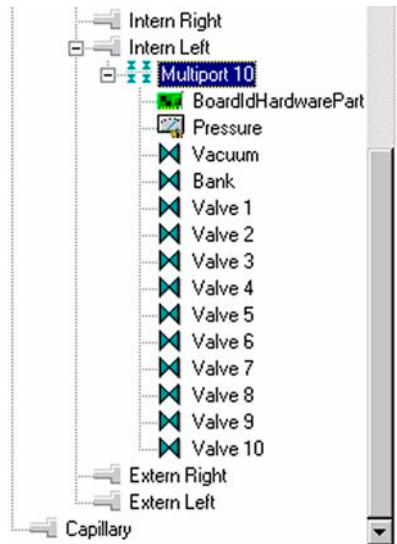 Intern Right
Intern Left
Multiport 10
BoardIdHardwarePart
Pressure
Vacuum
Bank
Valve 1
Valve 2
Valve 3
Valve 4
Valve 5
Valve 6
Valve 7
Valve 8
Valve 9
Valve 10
Extern Right
Extern Left
Capillary